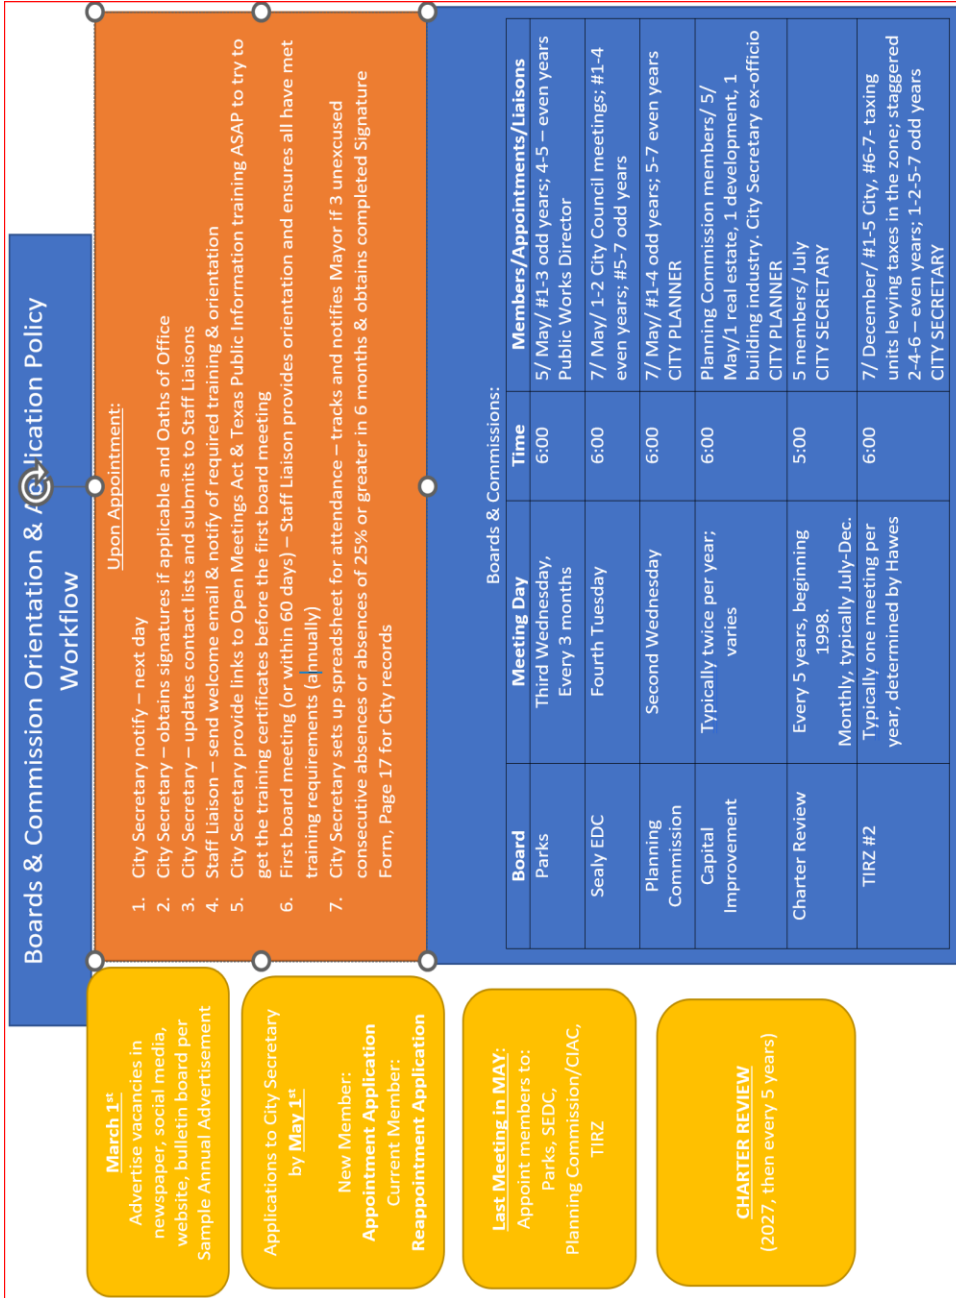 Boards & Commission Orientation & A lication Policy
Workflow
March 1st
Advertise vacancies in
newspaper, social media,
website, bulletin board per
Sample Annual Advertisement
Applications to City Secretary
by May 1st
New Member:
Appointment Application
Current Member:
Reappointment Application
Last Meeting in MAY:
Appoint members to:
Parks, SEDC,
Planning Commission/CIAC,
TIRZ
CHARTER REVIEW
(2027, then every 5 years)
Upon Appointment:
1. City Secretary notify – next day
2. City Secretary – obtains signatures if applicable and Oaths of Office
3. City Secretary – updates contact lists and submits to Staff Liaisons
4. Staff Liaison – send welcome email & notify of required training & orientation
5. City Secretary provide links to Open Meetings Act & Texas Public Information training ASAP to try to
get the training certificates before the first board meeting
6. First board meeting (or within 60 days) – Staff Liaison provides orientation and ensures all have met
training requirements (annually)
7. City Secretary sets up spreadsheet for attendance – tracks and notifies Mayor if 3 unexcused
consecutive absences or absences of 25% or greater in 6 months & obtains completed Signature
Form, Page 17 for City records
Boards & Commissions:
Board Meeting Day Time Members/Appointments/Liaisons
Parks Third Wednesday, 6:00 5/ May/ #1-3 odd years; 4-5 – even years
Every 3 months Public Works Director
Sealy EDC Fourth Tuesday 6:00 7/ May/ 1-2 City Council meetings; #1-4
even years; #5-7 odd years
Planning Second Wednesday 6:00 7/ May/ #1-4 odd years; 5-7 even years
Commission CITY PLANNER
Capital Typically twice per year; 6:00 Planning Commission members/ 5/
Improvement varies May/1 real estate, 1 development, 1
building industry. City Secretary ex-officio
CITY PLANNER
Charter Review Every 5 years, beginning 5:00 5 members/ July
1998. CITY SECRETARY
Monthly, typically July-Dec.
TIRZ #2 Typically one meeting per 6:00 7/ December/ #1-5 City, #6-7- taxing
year, determined by Hawes units levying taxes in the zone; staggered
2-4-6 – even years; 1-2-5-7 odd years
CITY SECRETARY